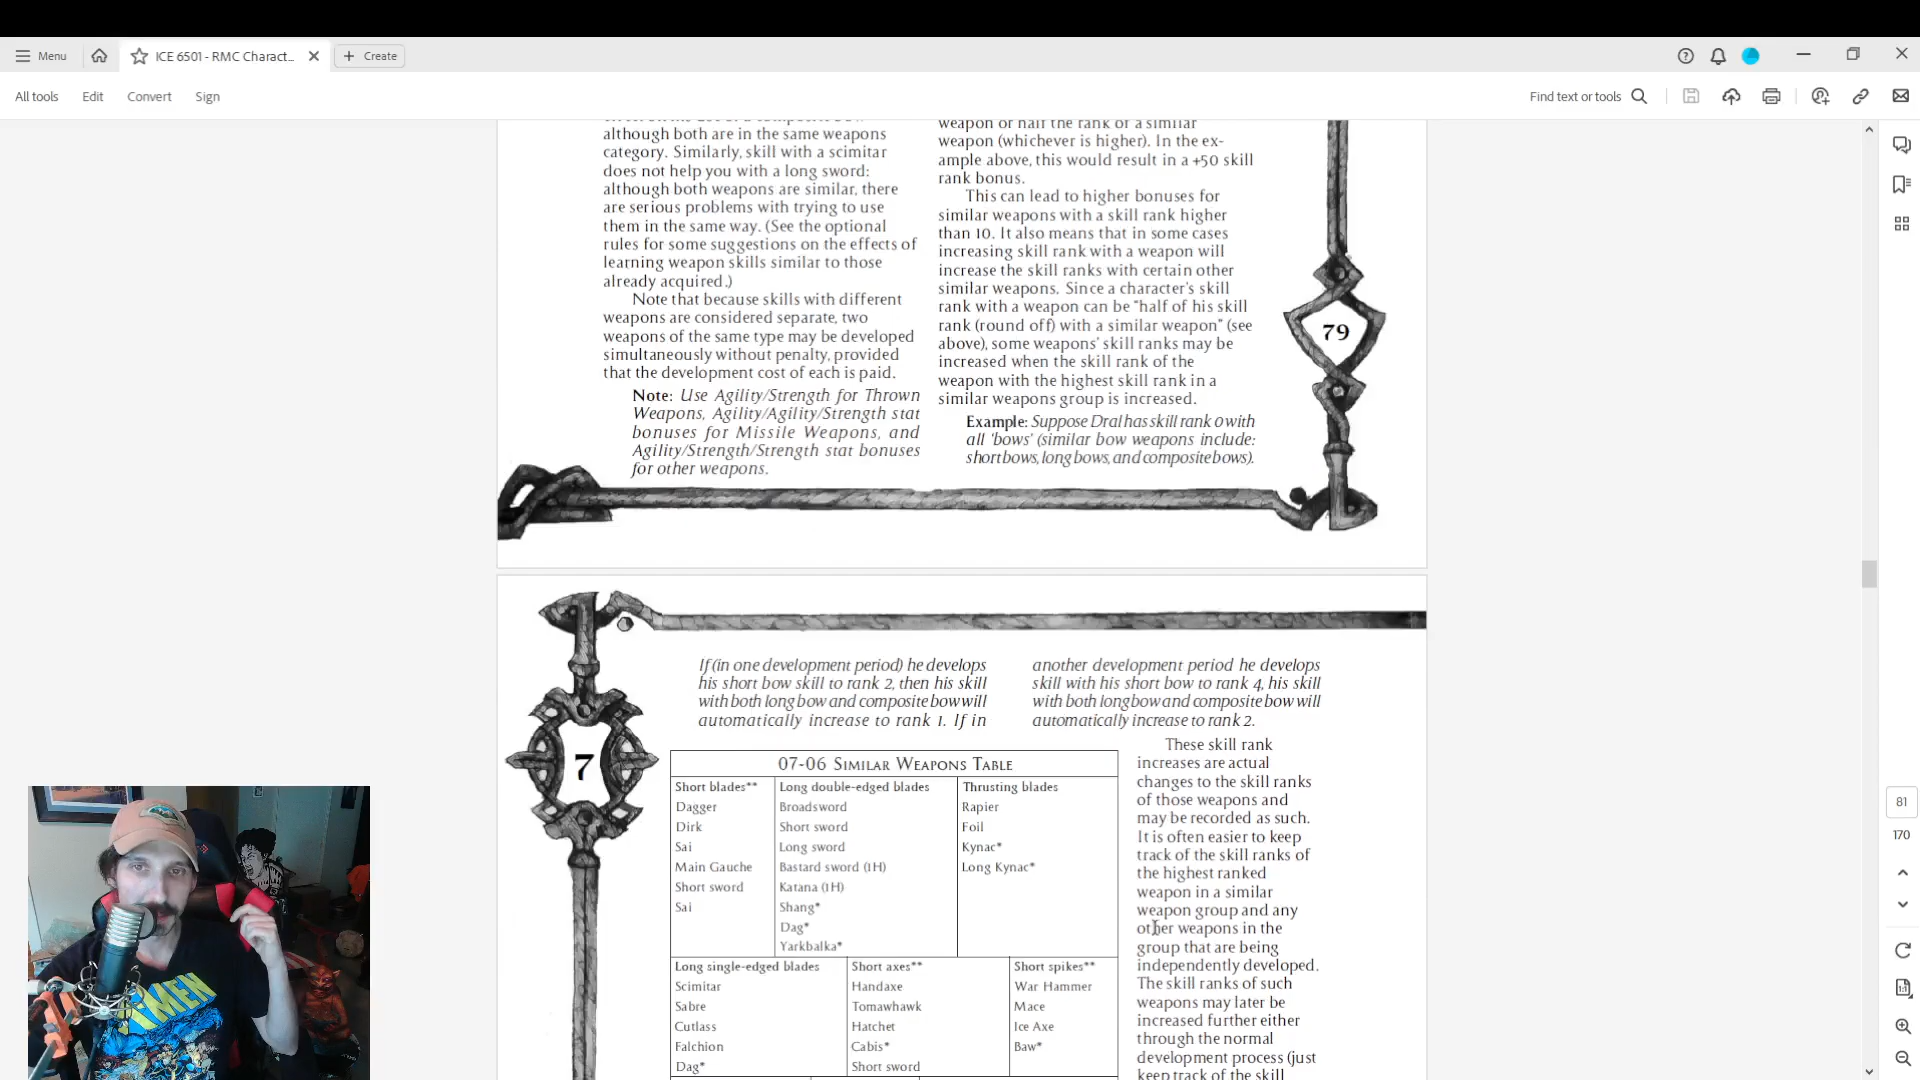 Menu
ICE 6501 - RMC Charact...
Create
All tools
Edit
Convert
Sign
Find text or tools
although both are in the same weapons
category. Similarly, skill with a scimitar
does not help you with a long sword:
although both weapons are similar, there
are serious problems with trying to use
them in the same way. (See the optional
rules for some suggestions on the effects of
learning weapon skills similar to those
already acquired.)
Note that because skills with different
weapons are considered separate, two
weapons of the same type may be developed
simultaneously without penalty, provided
that the development cost of each is paid.
Note: Use Agility/Strength for Thrown
Weapons, Agility/Agility/Strength stat
bonuses for Missile Weapons, and
Agility/Strength/Strength stat bonuses
for other weapons.
weapon or half the rank of a similar
weapon (whichever is higher). In the ex-
ample above, this would result in a +50 skill
rank bonus.
This can lead to higher bonuses for
similar weapons with a skill rank higher
than 10. It also means that in some cases
increasing skill rank with a weapon will
increase the skill ranks with certain other
similar weapons. Since a character's skill
rank with a weapon can be "half of his skill
rank (round off) with a similar weapon" (see
above), some weapons' skill ranks may be
increased when the skill rank of the
weapon with the highest skill rank in a
similar weapons group is increased.
Example: Suppose Dral has skill rank 0 with
all 'bows' (similar bow weapons include:
short bows, long bows, and composite bows).
79
7
If (in one development period) he develops
his short bow skill to rank 2, then his skill
with both long bow and composite bow will
automatically increase to rank 1. If in
another development period he develops
skill with his short bow to rank 4, his skill
with both longbow and composite bow will
automatically increase to rank 2.
07-06 Similar Weapons Table
Short blades**
Dagger
Dirk
Sai
Main Gauche
Short sword
Sai
Long double-edged blades
Broadsword
Short sword
Long sword
Bastard sword (1H)
Katana (1H)
Shang*
Dag*
Yarkbalka*
Thrusting blades
Rapier
Foil
Kynac*
Long Kynac*
Long single-edged blades
Scimitar
Sabre
Cutlass
Falchion
Dag*
Short axes**
Handaxe
Tomawhawk
Hatchet
Cabis*
Short sword
Short spikes**
War Hammer
Mace
Ice Axe
Baw*
These skill rank
increases are actual
changes to the skill ranks
of those weapons and
may be recorded as such.
It is often easier to keep
track of the skill ranks of
the highest ranked
weapon in a similar
weapon group and any
other weapons in the
group that are being
independently developed.
The skill ranks of such
weapons may later be
increased further either
through the normal
development process (just
keep track of the skill
81
170